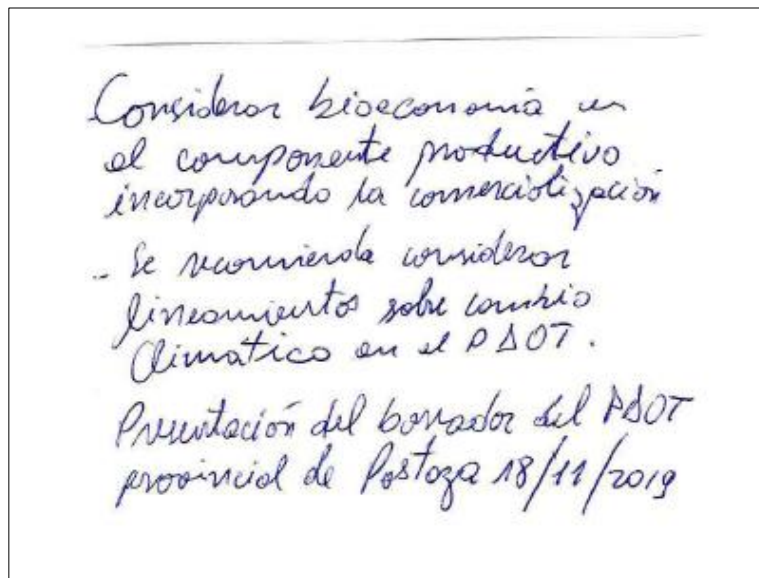 Considerar bioeconomía en
el componente productivo
incorporando la comercialización
- Se recomienda considerar
lineamientos sobre cambio
Climático en el PDOT.
Presentación del borrador del PDOT
provincial de Pastaza 18/11/2019